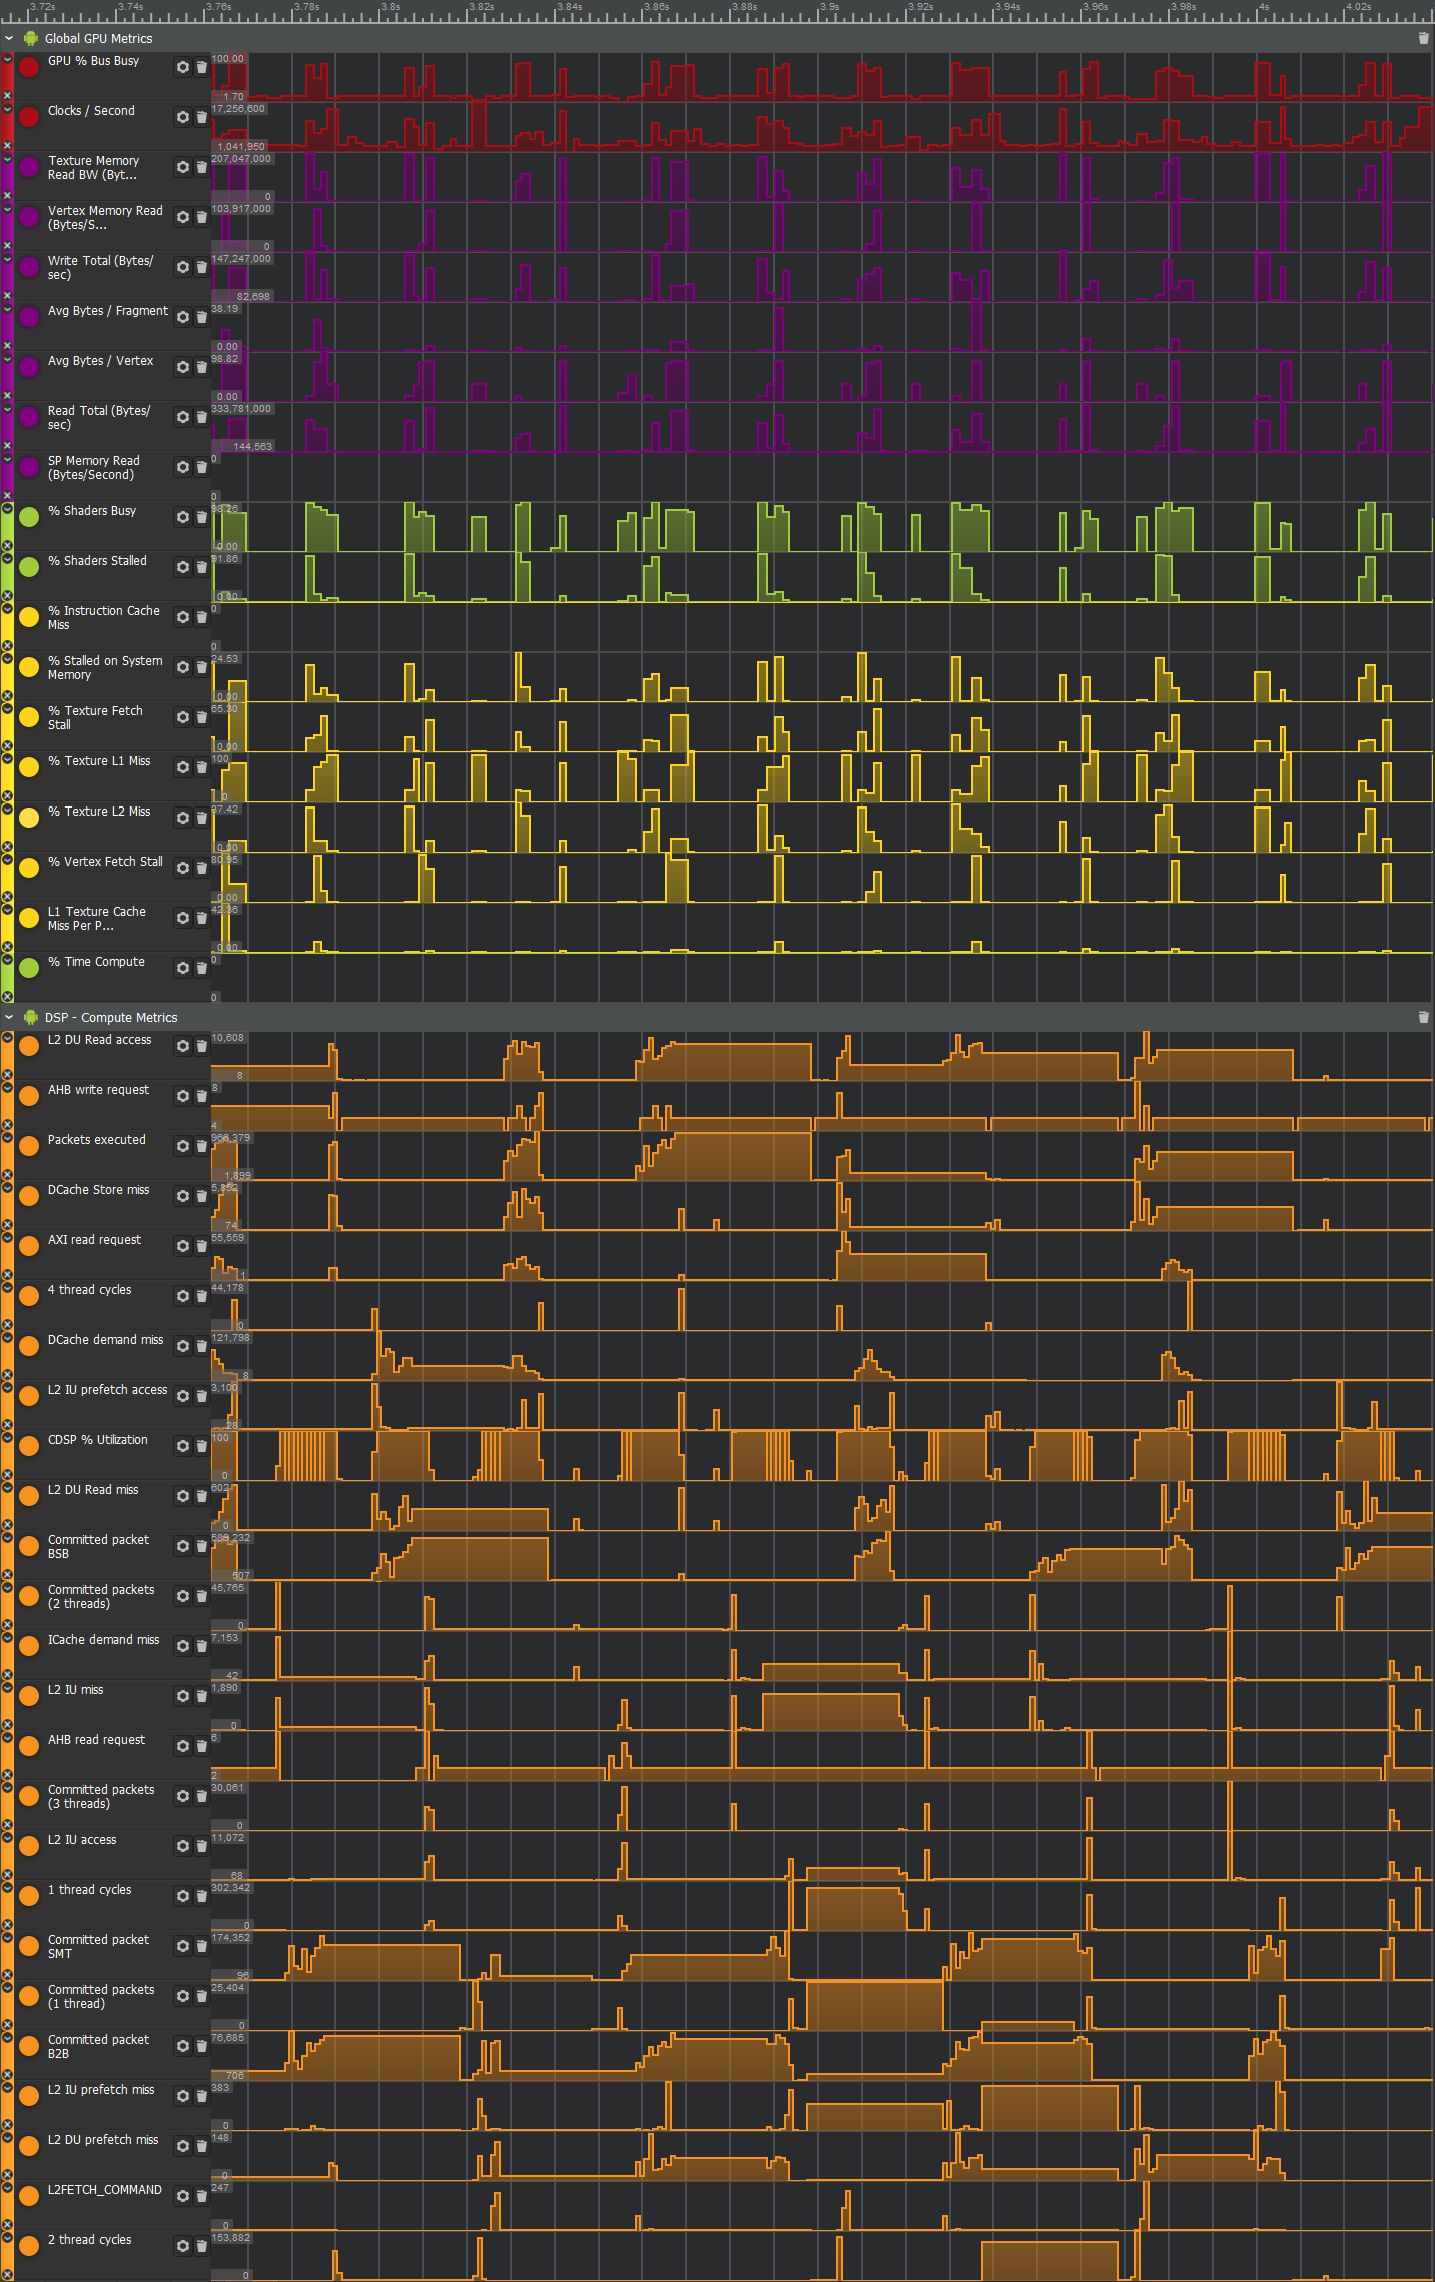 3.72s 3.74s 3.76s 3.78s 3.8s 3.82s 3.84s 3.86s 3.88s 3.9s 3.92s 3.94s 3.96s 3.98s 4s 4.02s
Global GPU Metrics
GPU % Bus Busy
100.00
1.70
Clocks / Second
17,256,600
1,041,950
Texture Memory
Read BW (Byt...
207,047,000
0
Vertex Memory Read
(Bytes/S...
103,917,000
0
Write Total (Bytes/
sec)
147,247,000
82,698
Avg Bytes / Fragment
38.19
0.00
Avg Bytes / Vertex
98.82
0.00
Read Total (Bytes/
sec)
333,781,000
144,563
SP Memory Read
(Bytes/Second)
0
0
% Shaders Busy
98.26
0.00
% Shaders Stalled
91.86
0.00
% Instruction Cache
Miss
0
0
% Stalled on System
Memory
24.53
0.00
% Texture Fetch
Stall
65.30
0.00
% Texture L1 Miss
100
0
% Texture L2 Miss
97.42
0.00
% Vertex Fetch Stall
80.95
0.00
L1 Texture Cache
Miss Per P...
42.36
0.00
% Time Compute
0
0
DSP - Compute Metrics
L2 DU Read access
10,608
8
AHB write request
8
4
Packets executed
966,379
1,899
DCache Store miss
5,852
74
AXI read request
55,559
1
4 thread cycles
44,178
0
DCache demand miss
121,798
8
L2 IU prefetch access
3,100
28
CDSP % Utilization
100
0
L2 DU Read miss
602
0
Committed packet
BSB
589,232
507
Committed packets
(2 threads)
45,765
0
ICache demand miss
7,153
42
L2 IU miss
1,890
0
AHB read request
6
2
Committed packets
(3 threads)
30,061
0
L2 IU access
11,072
68
1 thread cycles
302,342
0
Committed packet
SMT
174,352
96
Committed packets
(1 thread)
25,404
0
Committed packet
B2B
76,685
706
L2 IU prefetch miss
383
0
L2 DU prefetch miss
148
0
L2FETCH_COMMAND
247
0
2 thread cycles
153,882
0